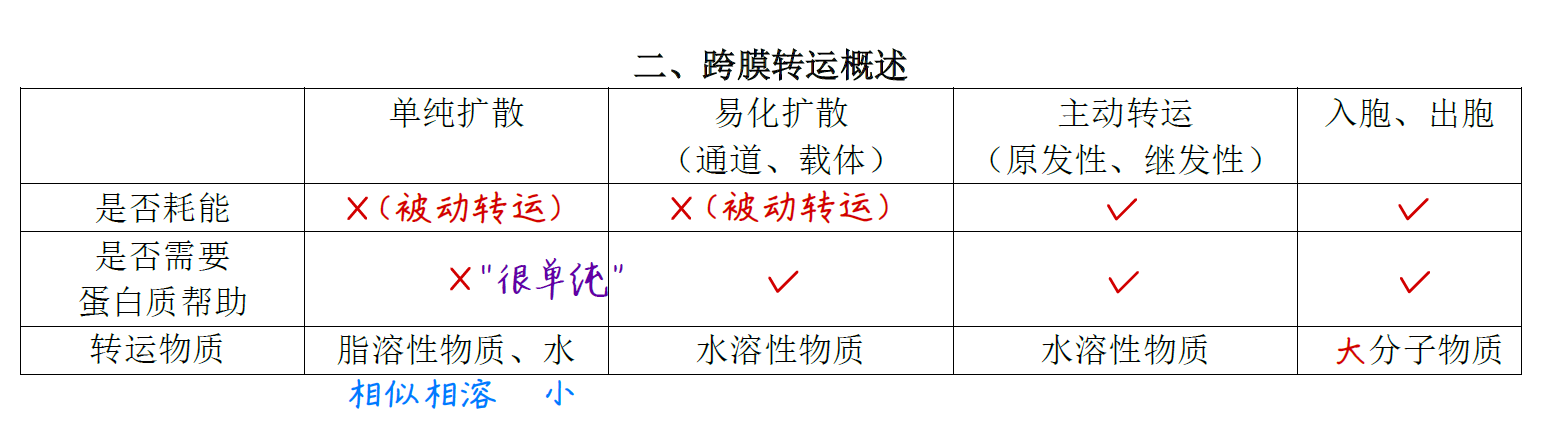 二、跨膜转运概述
单纯扩散 易化扩散 主动转运 入胞、出胞
（通道、载体） （原发性、继发性）
是否耗能 ×(被动转运) ×(被动转运) ✓ ✓
是否需要
蛋白质帮助 ×"很单纯" ✓ ✓ ✓
转运物质 脂溶性物质、水 水溶性物质 水溶性物质 大分子物质
相似相溶 小